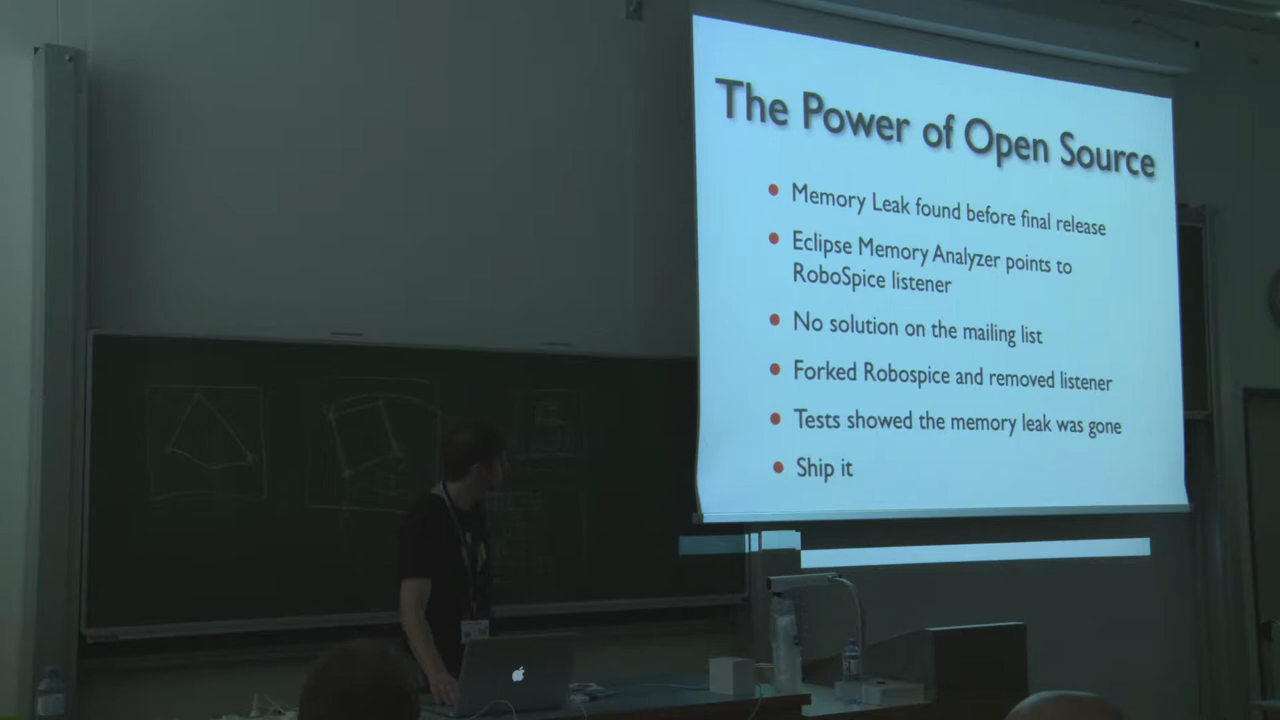 The Power of Open Source
Memory Leak found before final release
Eclipse Memory Analyzer points to
RoboSpice listener
No solution on the mailing list
Forked Robospice and removed listener
Tests showed the memory leak was gone
Ship it